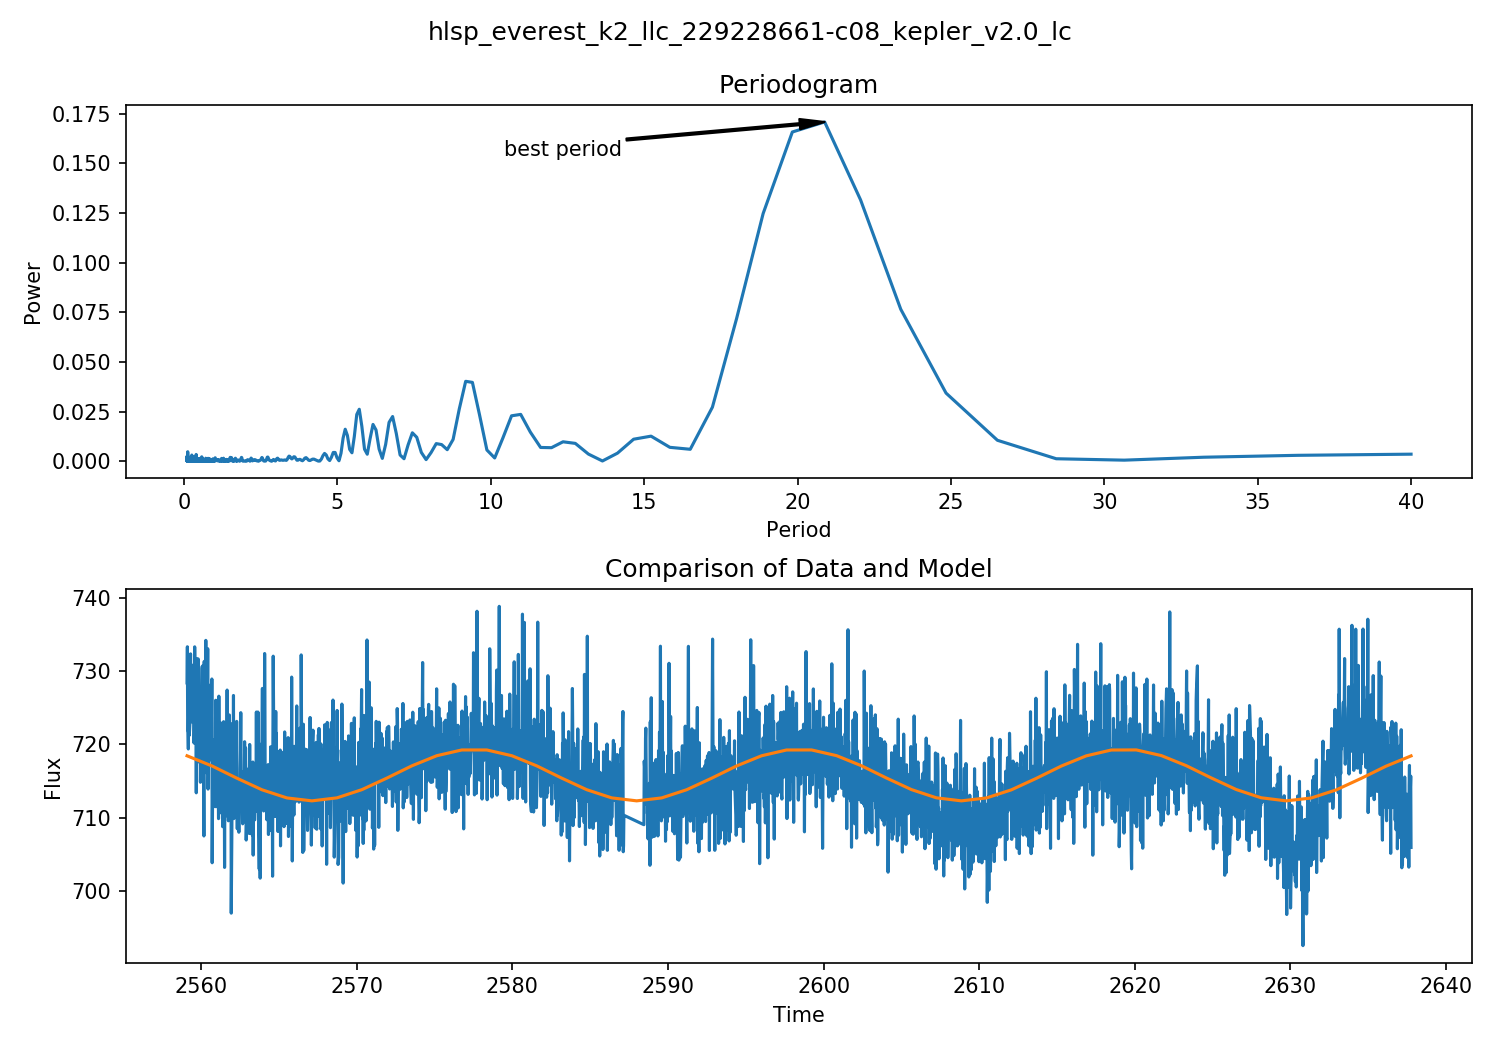 hlsp_everest_k2_llc_229228661-c08_kepler_v2.0_lc
Periodogram
0.175
0.150
0.125
0.100
0.075
0.050
0.025
0.000
Power
best period
0 5 10 15 20 25 30 35 40
Period
Comparison of Data and Model
740
730
720
710
700
Flux
2560 2570 2580 2590 2600 2610 2620 2630 2640
Time